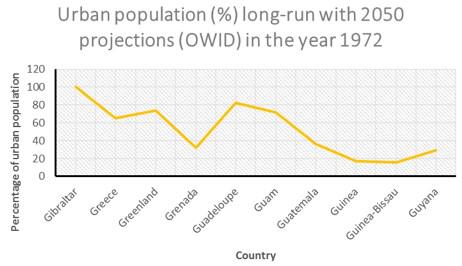 Urban population (%) long-run with 2050
projections (OWID) in the year 1972
Percentage of urban population
120
100
80
60
40
20
0
Gibraltar
Greece
Greenland
Grenada
Guadeloupe
Guam
Guatemala
Guinea
Guinea-Bissau
Guyana
Country